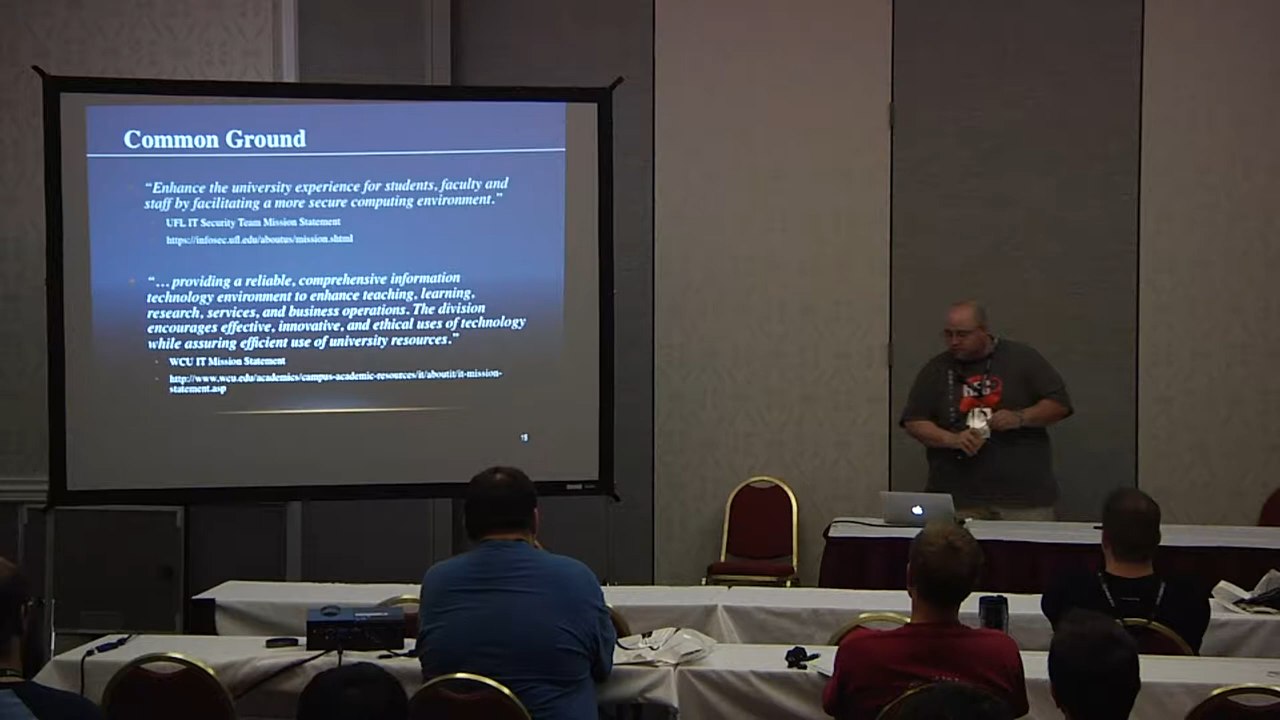 Common Ground
“Enhance the university experience for students, faculty and
staff by facilitating a more secure computing environment.”
UFL IT Security Team Mission Statement
https://infosec.ufl.edu/aboutus/mission.shtml
“…providing a reliable, comprehensive information
technology environment to enhance teaching, learning,
research, services, and business operations. The division
encourages effective, innovative, and ethical uses of technology
while assuring efficient use of university resources.”
WCU IT Mission Statement
http://www.wcu.edu/academics/campus-academic-resources/it/aboutit/it-mission-
statement.asp